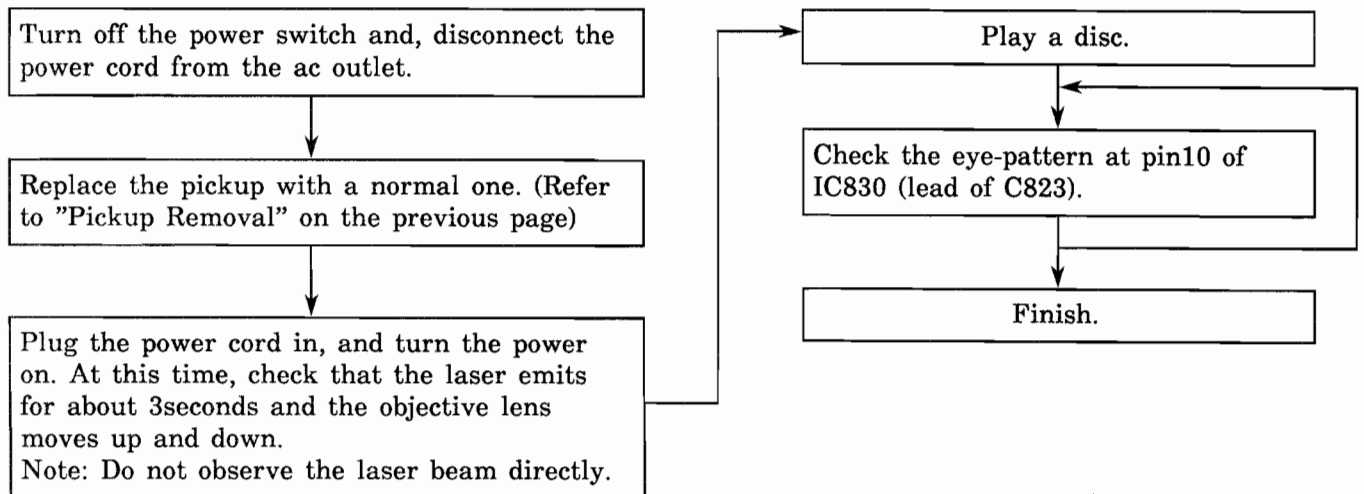 Turn off the power switch and, disconnect the
power cord from the ac outlet.
Replace the pickup with a normal one. (Refer
to ”Pickup Removal” on the previous page)
Plug the power cord in, and turn the power
on. At this time, check that the laser emits
for about 3seconds and the objective lens
moves up and down.
Note: Do not observe the laser beam directly.
Play a disc.
Check the eye-pattern at pin10 of
IC830 (lead of C823).
Finish.